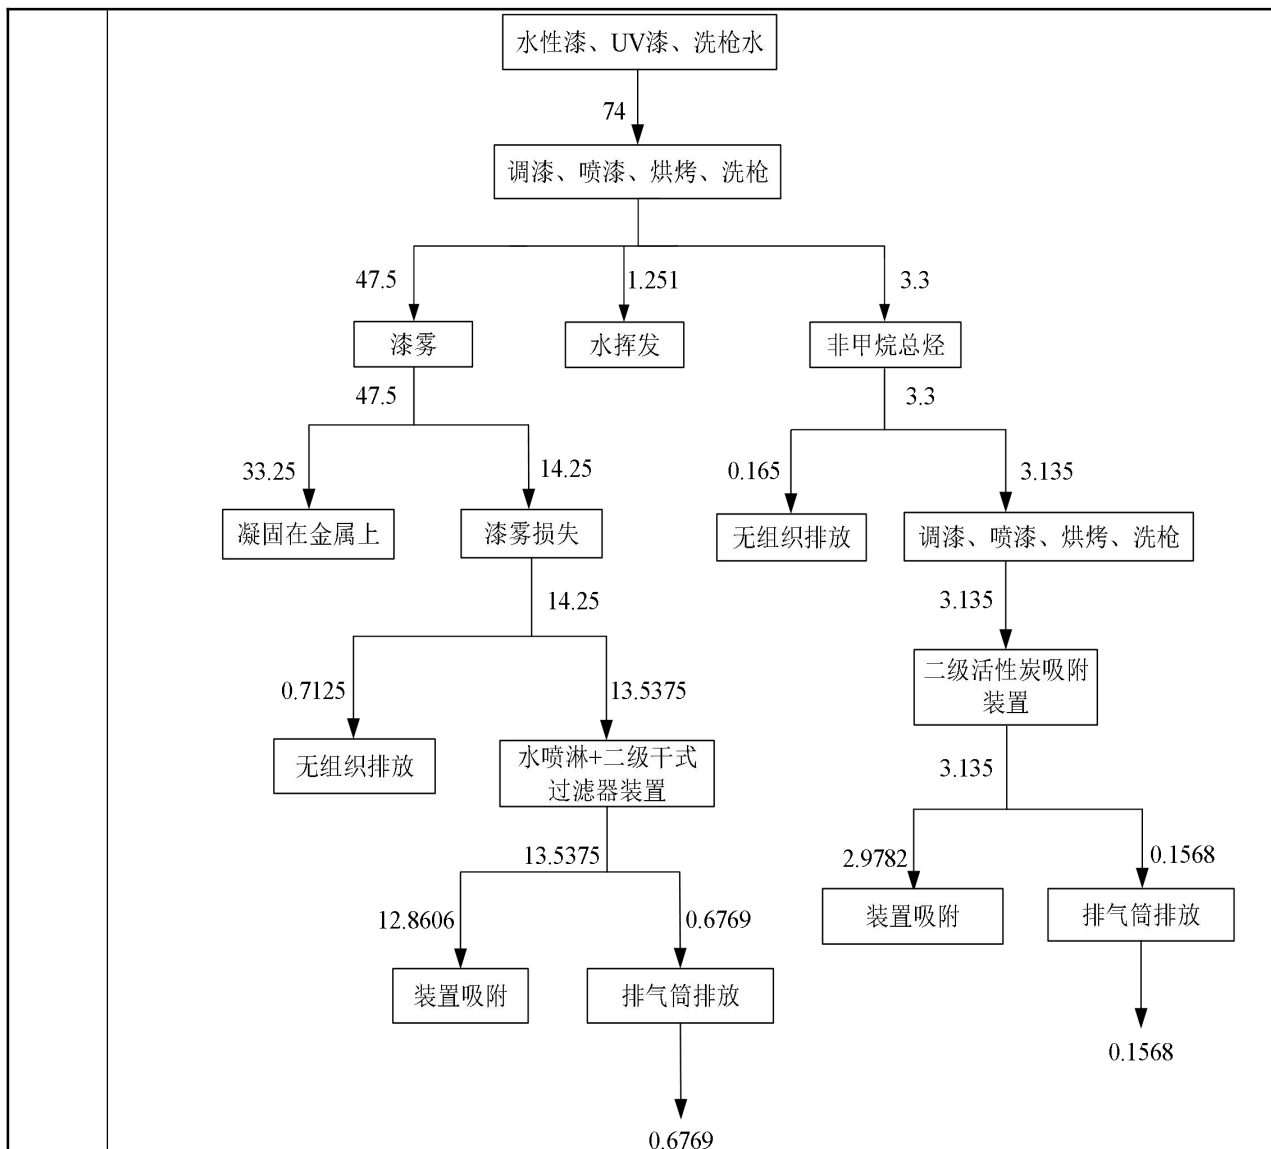 水性漆、UV漆、洗枪水
74
调漆、喷漆、烘烤、洗枪
47.5
1.251
3.3
漆雾
水挥发
非甲烷总烃
47.5
3.3
33.25
14.25
0.165
3.135
凝固在金属上
漆雾损失
无组织排放
调漆、喷漆、烘烤、洗枪
14.25
3.135
二级活性炭吸附
装置
0.7125
13.5375
无组织排放
水喷淋+二级干式
过滤器装置
3.135
13.5375
2.9782
0.1568
12.8606
0.6769
装置吸附
排气筒排放
装置吸附
排气筒排放
0.1568
0.6769